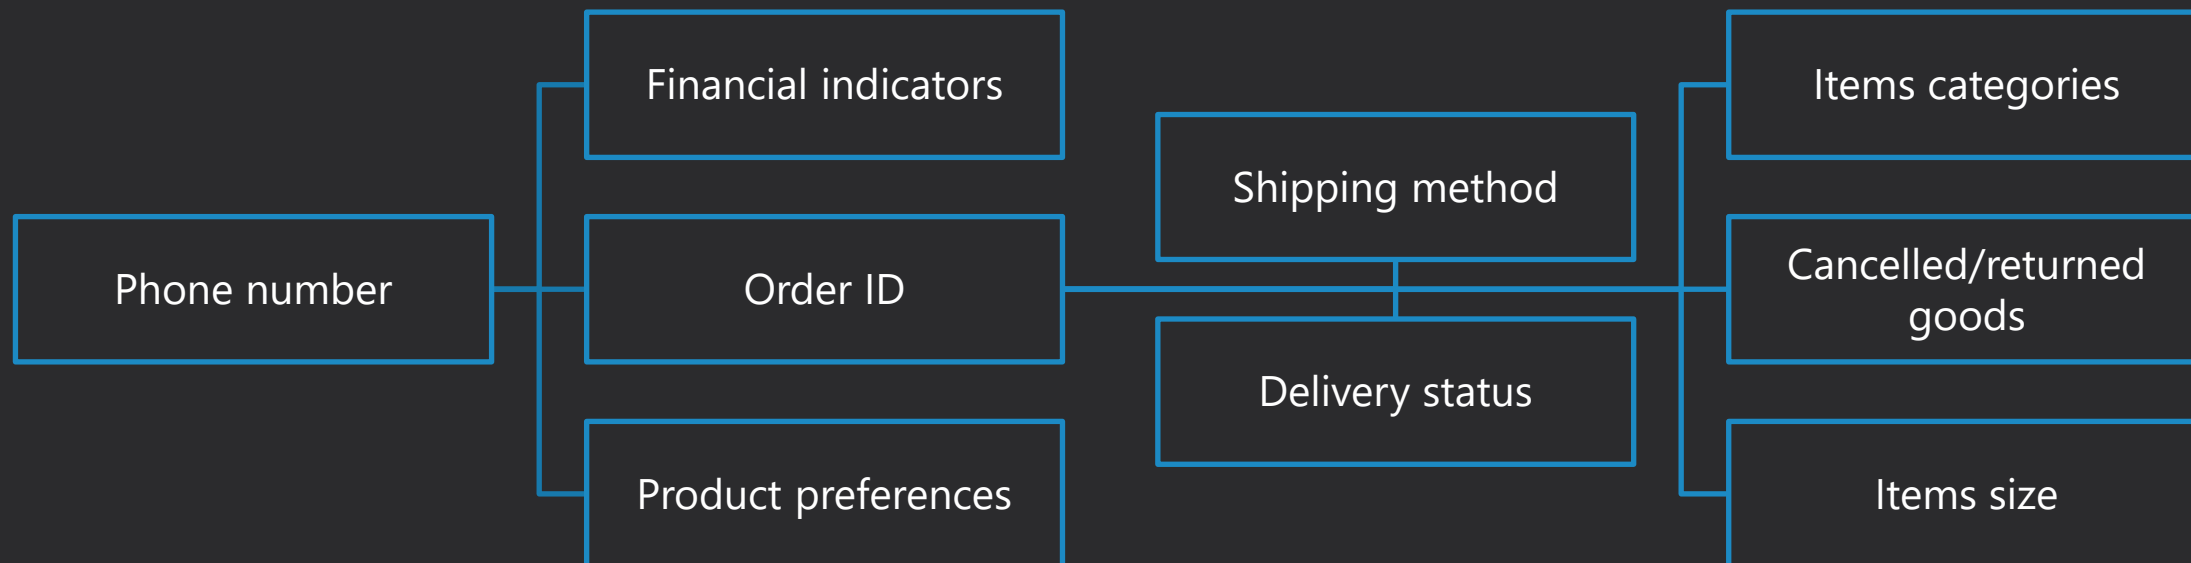 Phone number
Financial indicators
Order ID
Product preferences
Shipping method
Delivery status
Items categories
Cancelled/returned
goods
Items size